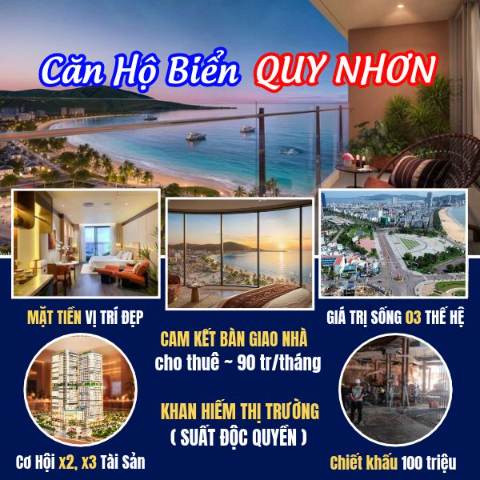 Căn Hộ Biển QUY NHƠN
MẶT TIỀN VỊ TRÍ ĐẸP
GIÁ TRỊ SỐNG 03 THẾ HỆ
CAM KẾT BÀN GIAO NHÀ
cho thuê ~ 90 tr/tháng
KHAN HIẾM THỊ TRƯỜNG
( SUẤT ĐỘC QUYỀN )
Cơ Hội x2, x3 Tài Sản
Chiết khấu 100 triệu